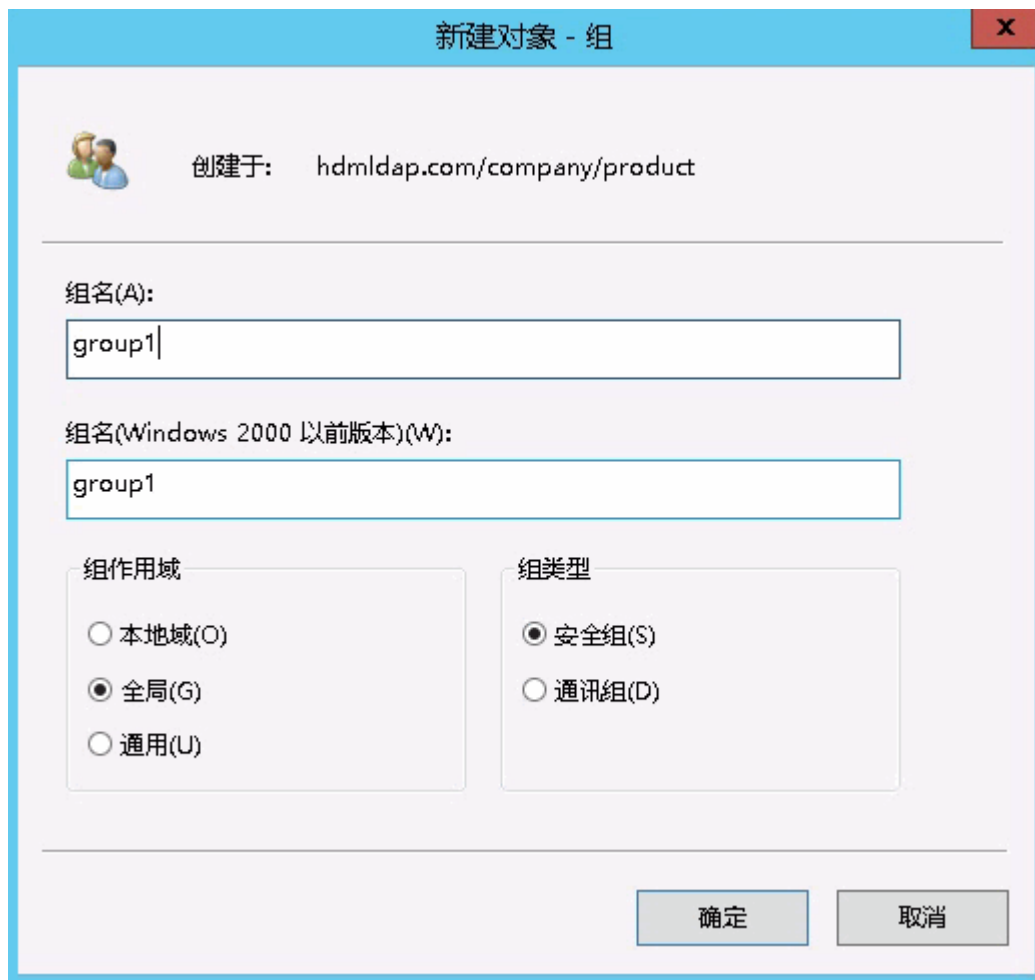 新建对象 - 组
x
创建于: hdmldap.com/company/product
组名(A):
group1
组名(Windows 2000 以前版本)(W):
group1
组作用域
本地域(O)
全局(G)
通用(U)
组类型
安全组(S)
通讯组(D)
确定
取消